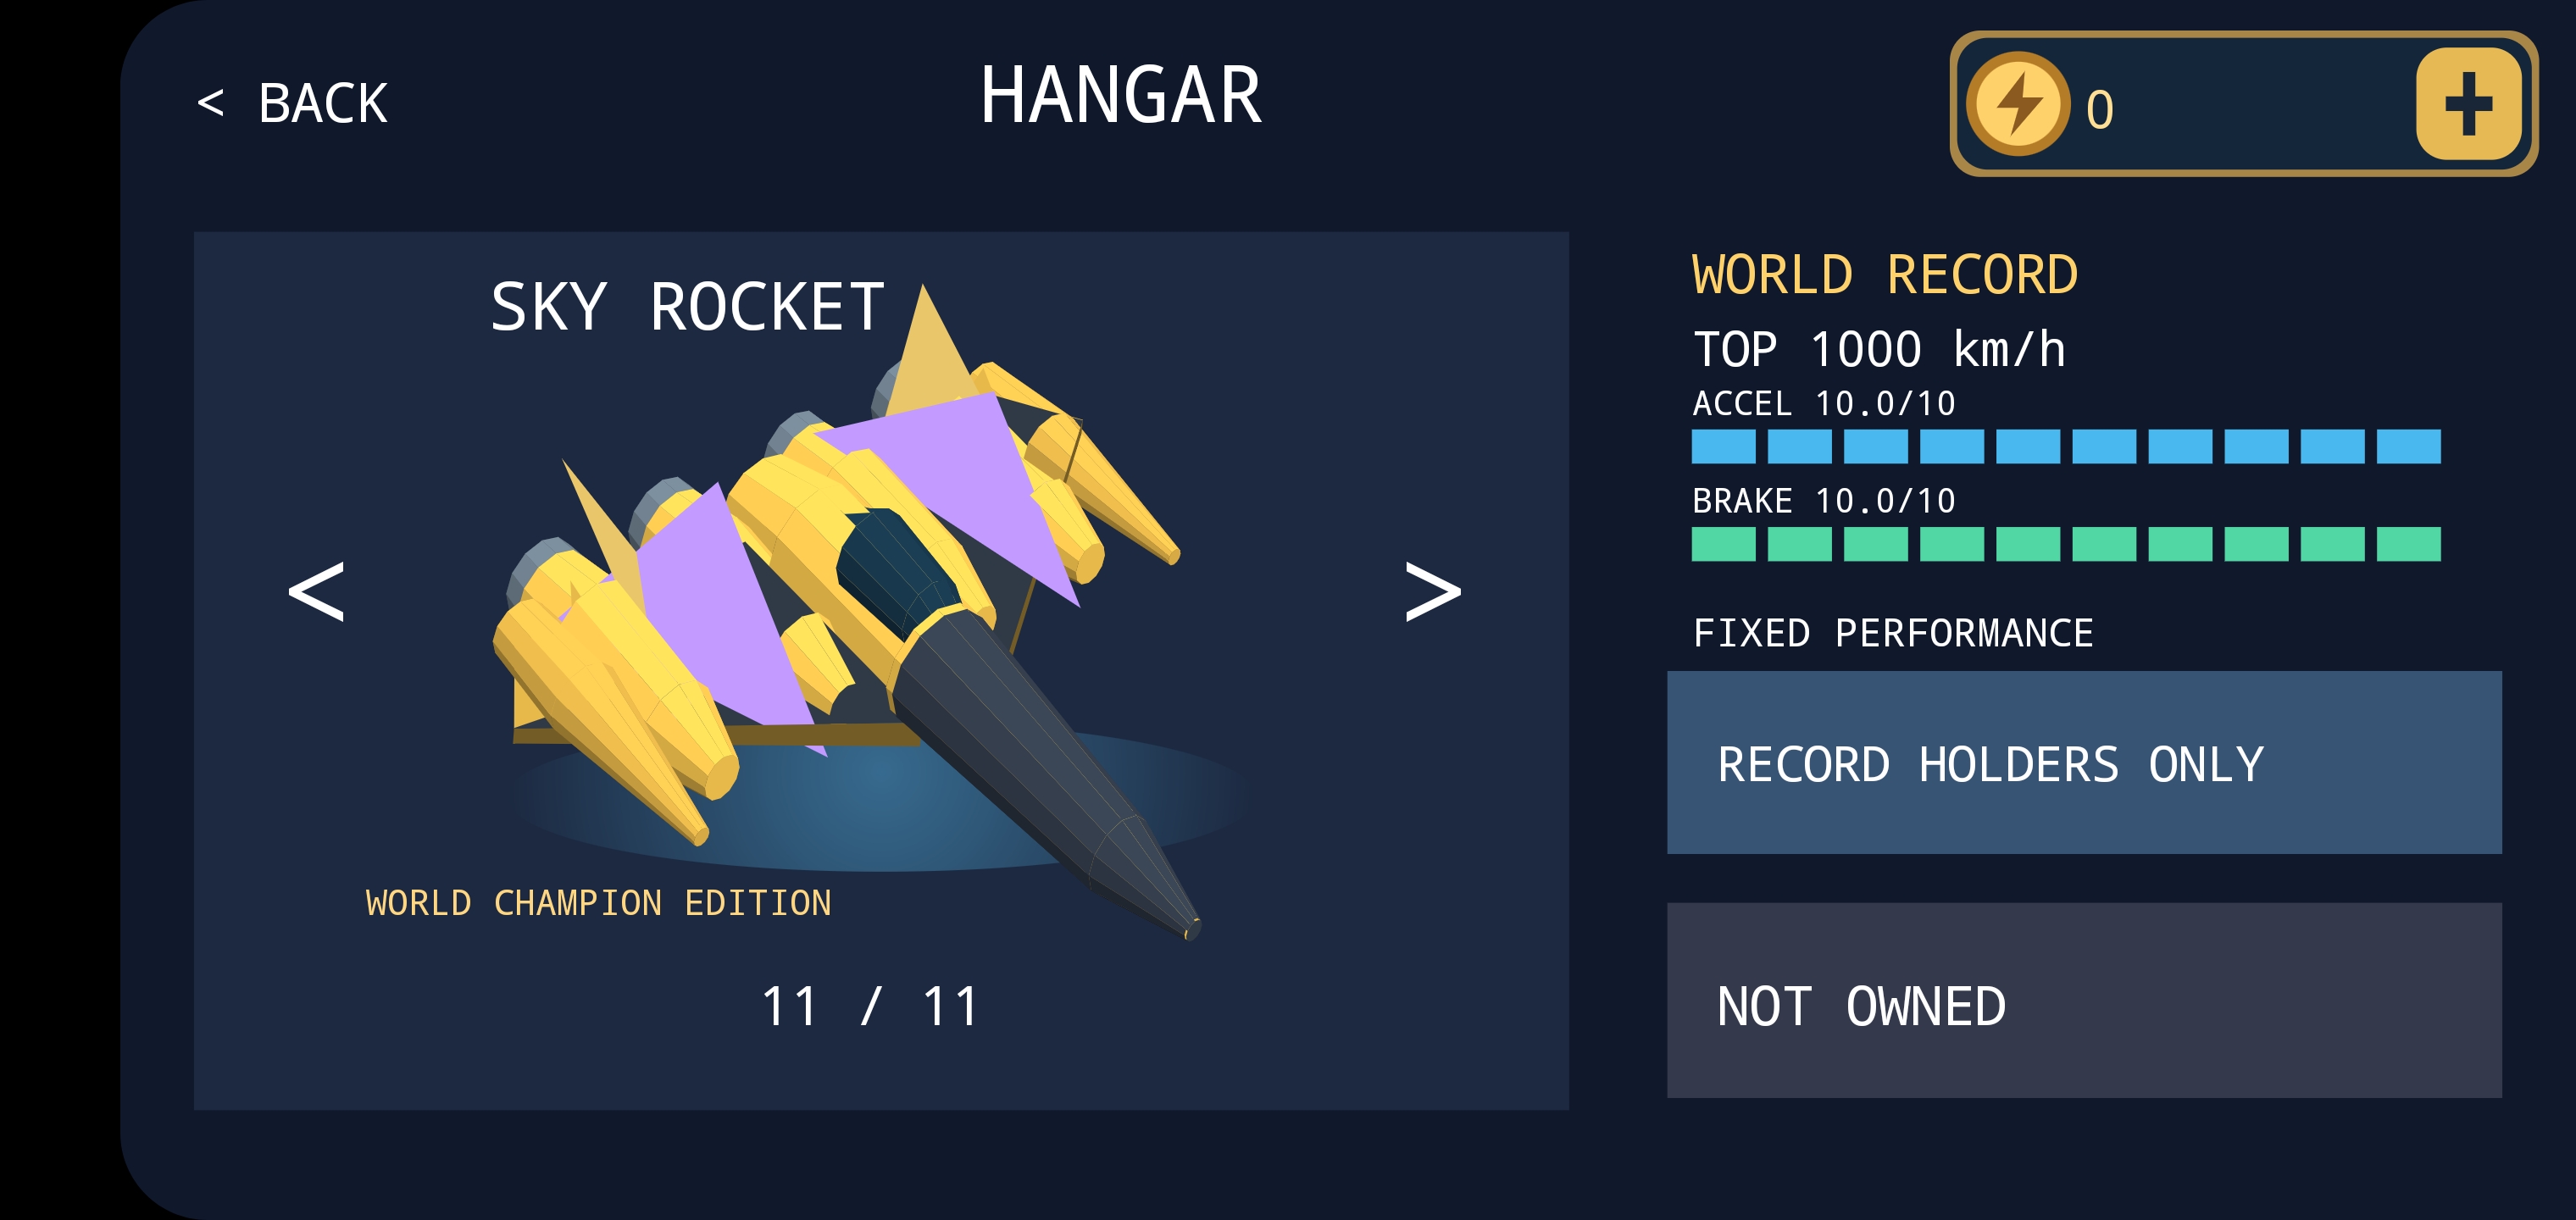 < BACK
HANGAR
0
+
SKY ROCKET
<
>
WORLD CHAMPION EDITION
11 / 11
WORLD RECORD
TOP 1000 km/h
ACCEL 10.0/10
BRAKE 10.0/10
FIXED PERFORMANCE
RECORD HOLDERS ONLY
NOT OWNED